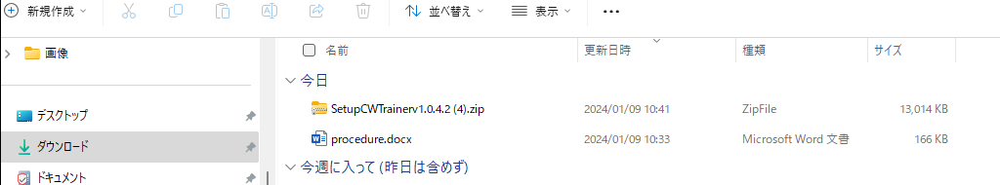 新規作成 並べ替え 表示 ...
画像 名前 更新日時 種類 サイズ
今日
デスクトップ SetupCWTrainerv1.0.4.2 (4).zip 2024/01/09 10:41 ZipFile 13,014 KB
ダウンロード procedure.docx 2024/01/09 10:33 Microsoft Word 文書 166 KB
ドキュメント 今週に入って (昨日は含めず)